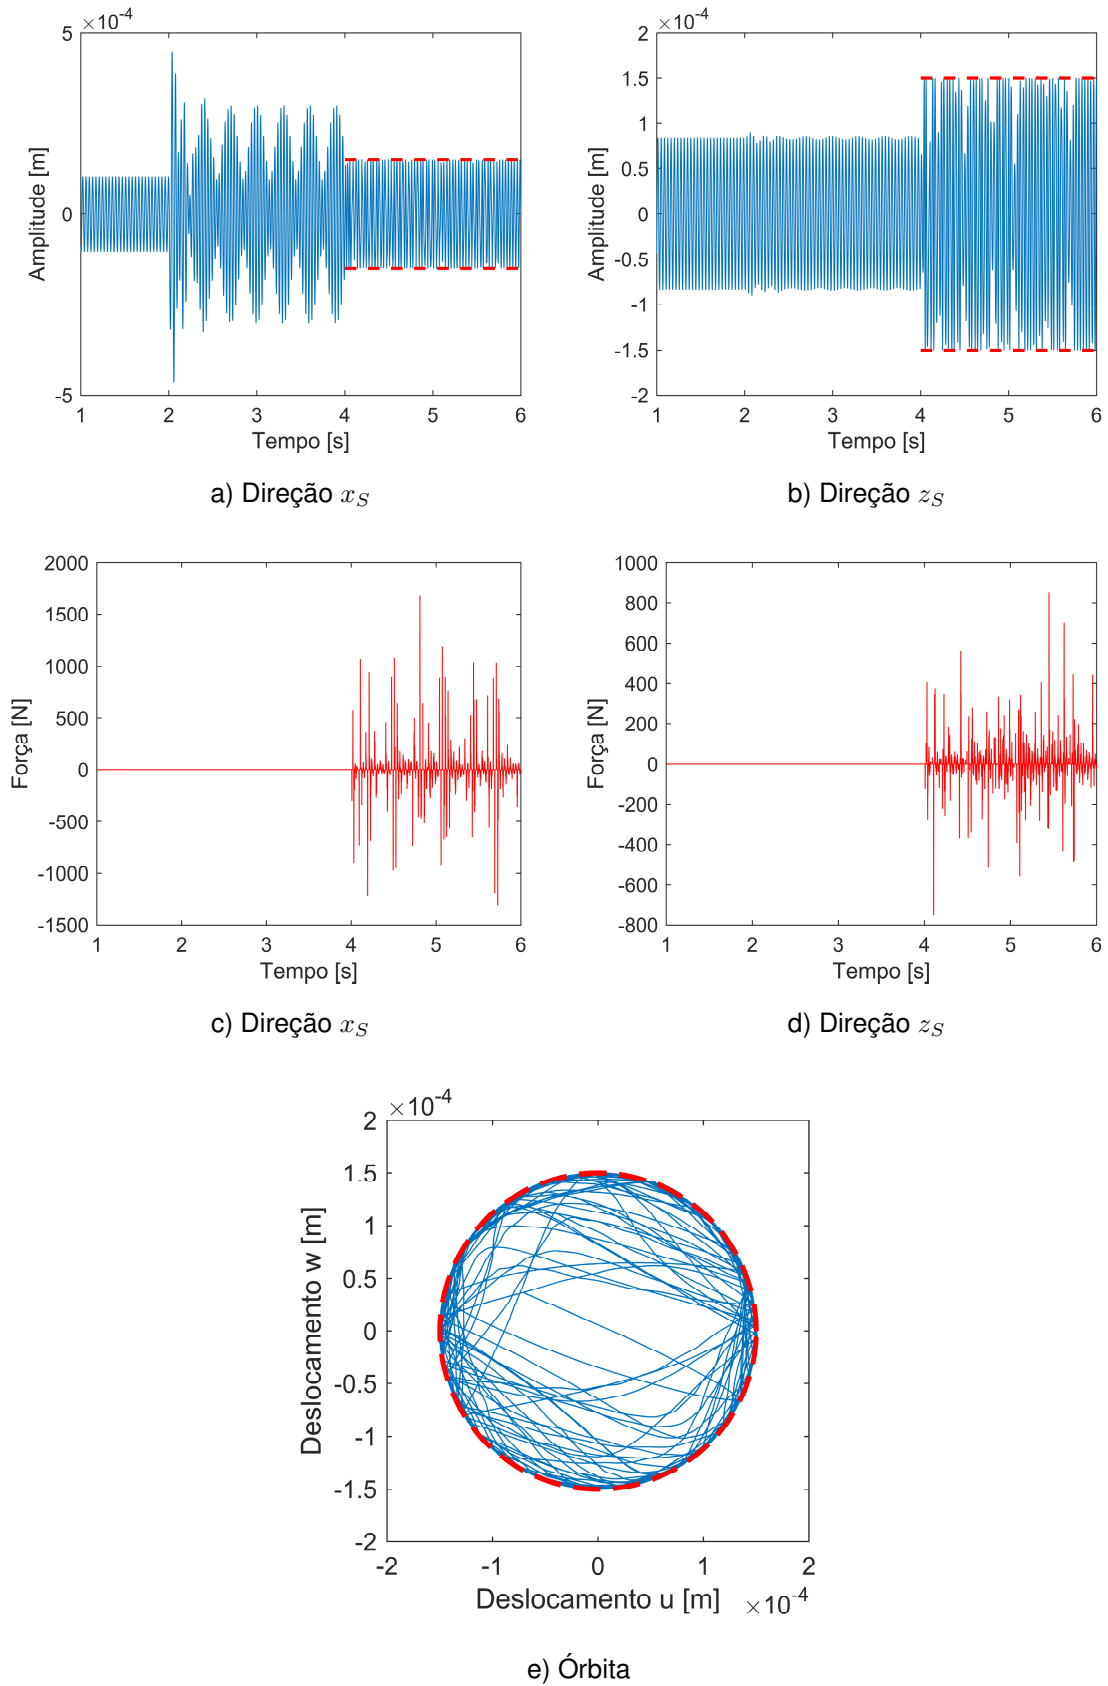 ×10-4
5
0
-5
Amplitude [m]
1 2 3 4 5 6
Tempo [s]
a) Direção xS
×10-4
2
1.5
1
0.5
0
-0.5
-1
-1.5
-2
Amplitude [m]
1 2 3 4 5 6
Tempo [s]
b) Direção zS
2000
1500
1000
500
0
-500
-1000
-1500
Força [N]
1 2 3 4 5 6
Tempo [s]
c) Direção xS
1000
800
600
400
200
0
-200
-400
-600
-800
Força [N]
1 2 3 4 5 6
Tempo [s]
d) Direção zS
×10-4
2
1.5
1
0.5
0
-0.5
-1
-1.5
-2
Deslocamento w [m]
-2 -1 0 1 2
Deslocamento u [m] ×10-4
e) Órbita